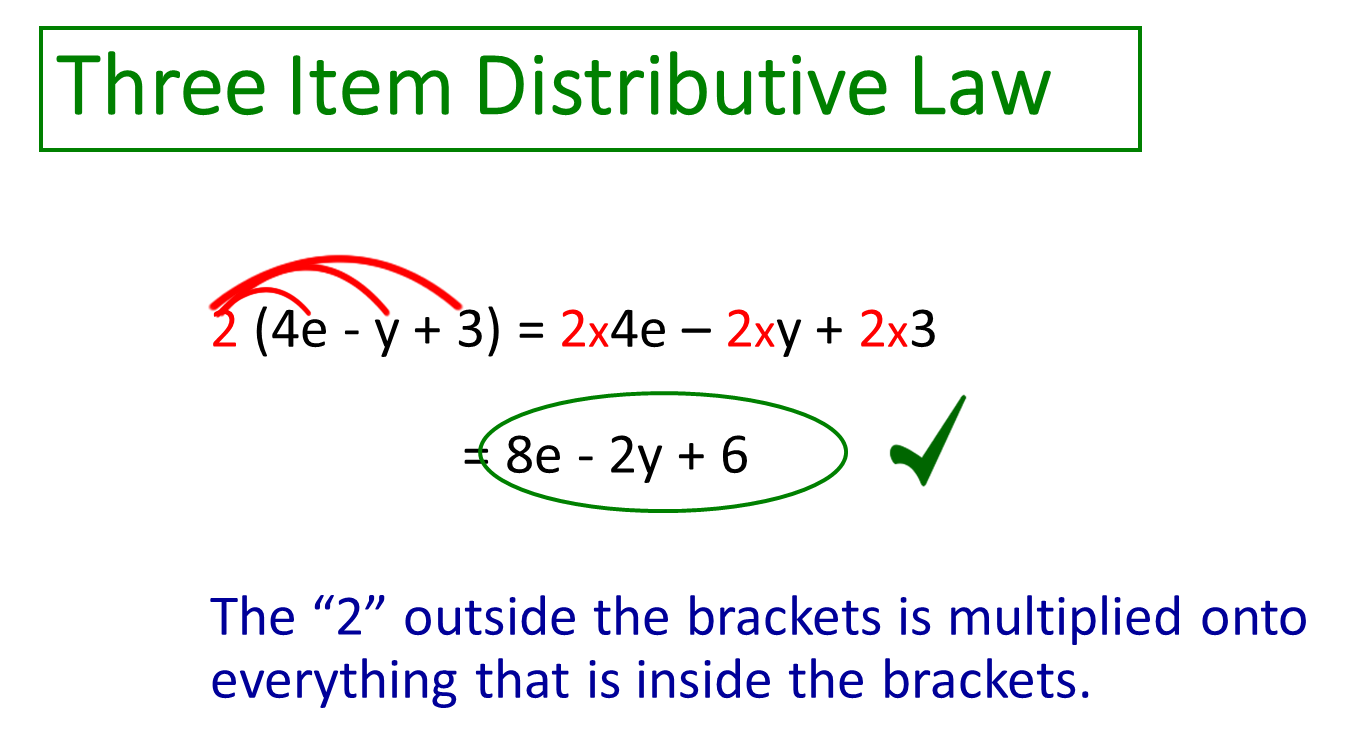 Three Item Distributive Law
2 (4e - y + 3) = 2x4e – 2xy + 2x3
= 8e - 2y + 6
The “2” outside the brackets is multiplied onto
everything that is inside the brackets.